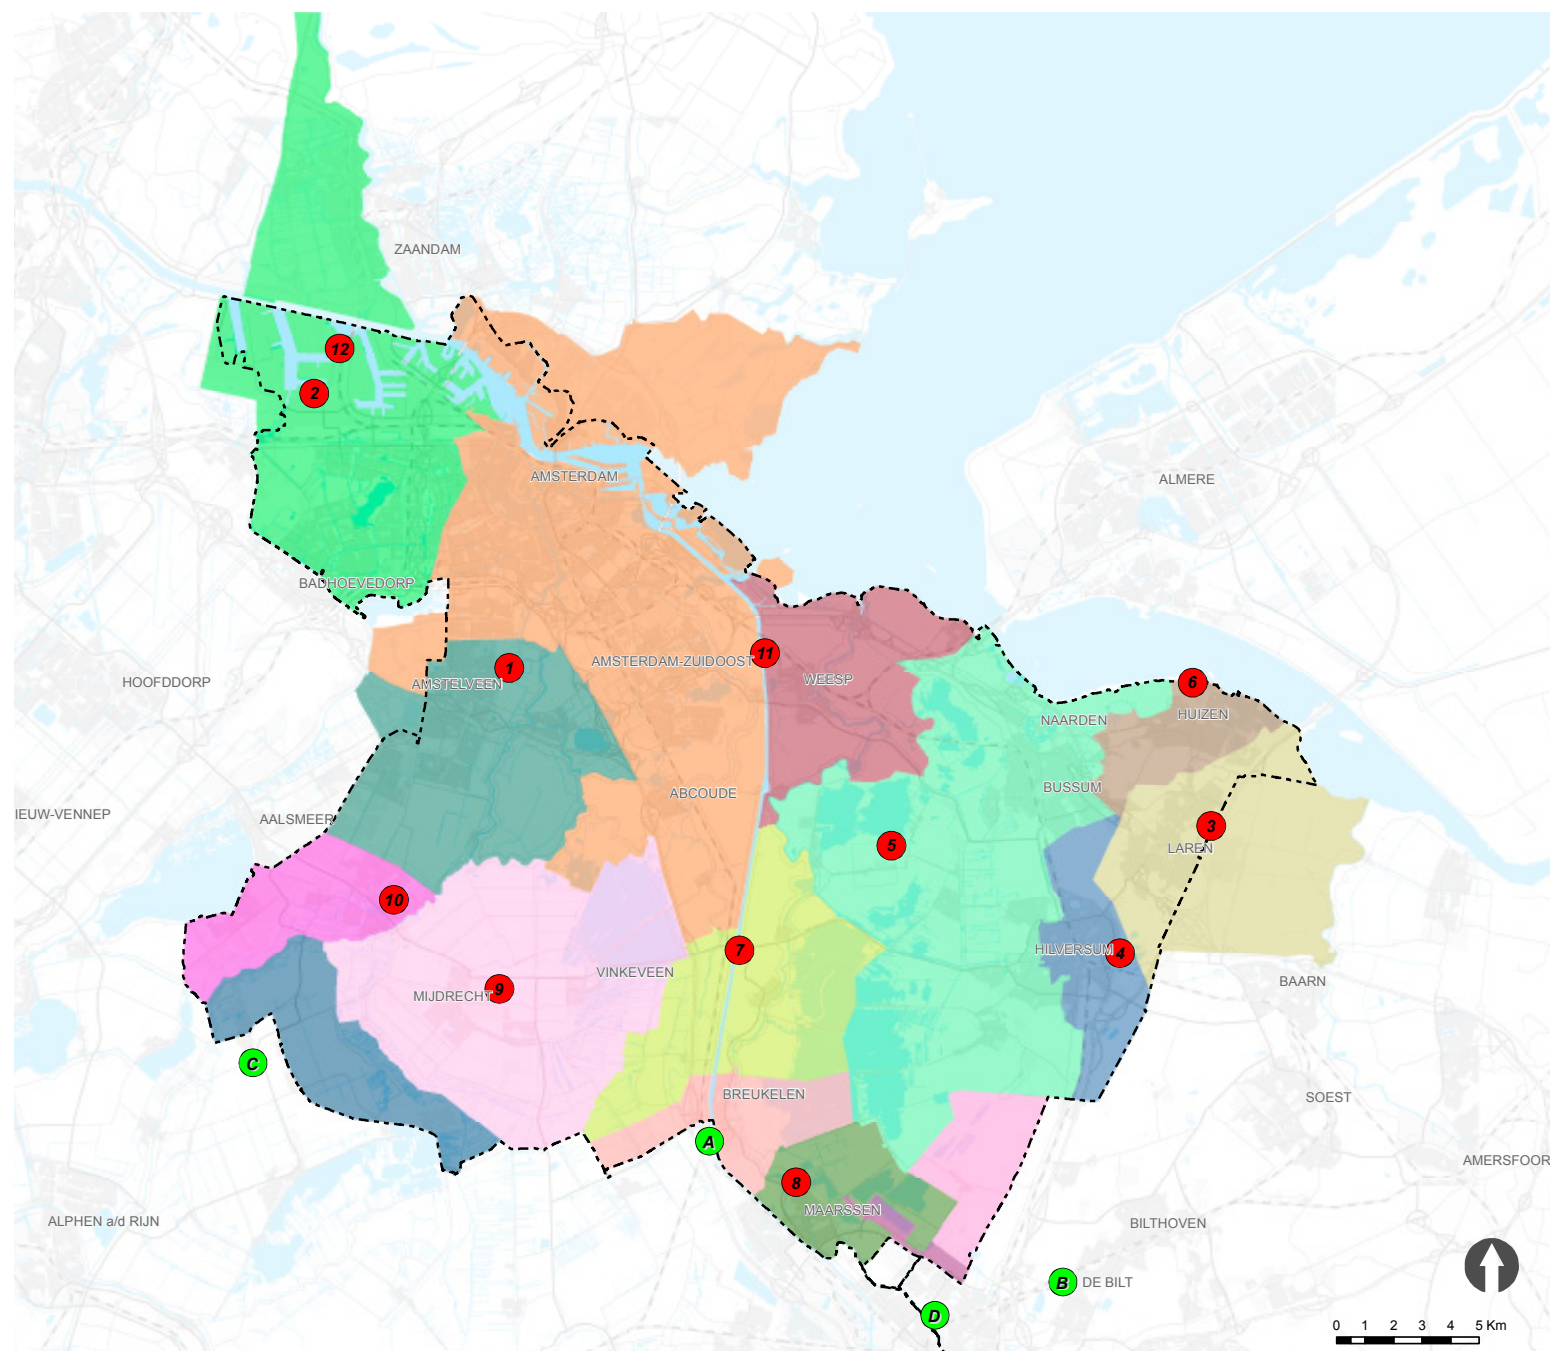 ZAANDAM
12
2
AMSTERDAM
ALMERE
BADHOEVEDORP
11
AMSTERDAM-ZUIDOOST
1
WEESP
HOOFDDORP
AMSTELVEEN
6
HUIZEN
NAARDEN
BUSSUM
ABCOUDE
IEUW-VENNEP
AALSMEER
3
LAREN
5
10
7
HILVERSUM
4
VINKEVEEN
BAARN
MIJDRECHT
9
C
BREUKELEN
SOEST
A
AMERSFOOR
8
MAARSSEN
ALPHEN a/d RIJN
BILTHOVEN
B
DE BILT
D
0 1 2 3 4 5 Km